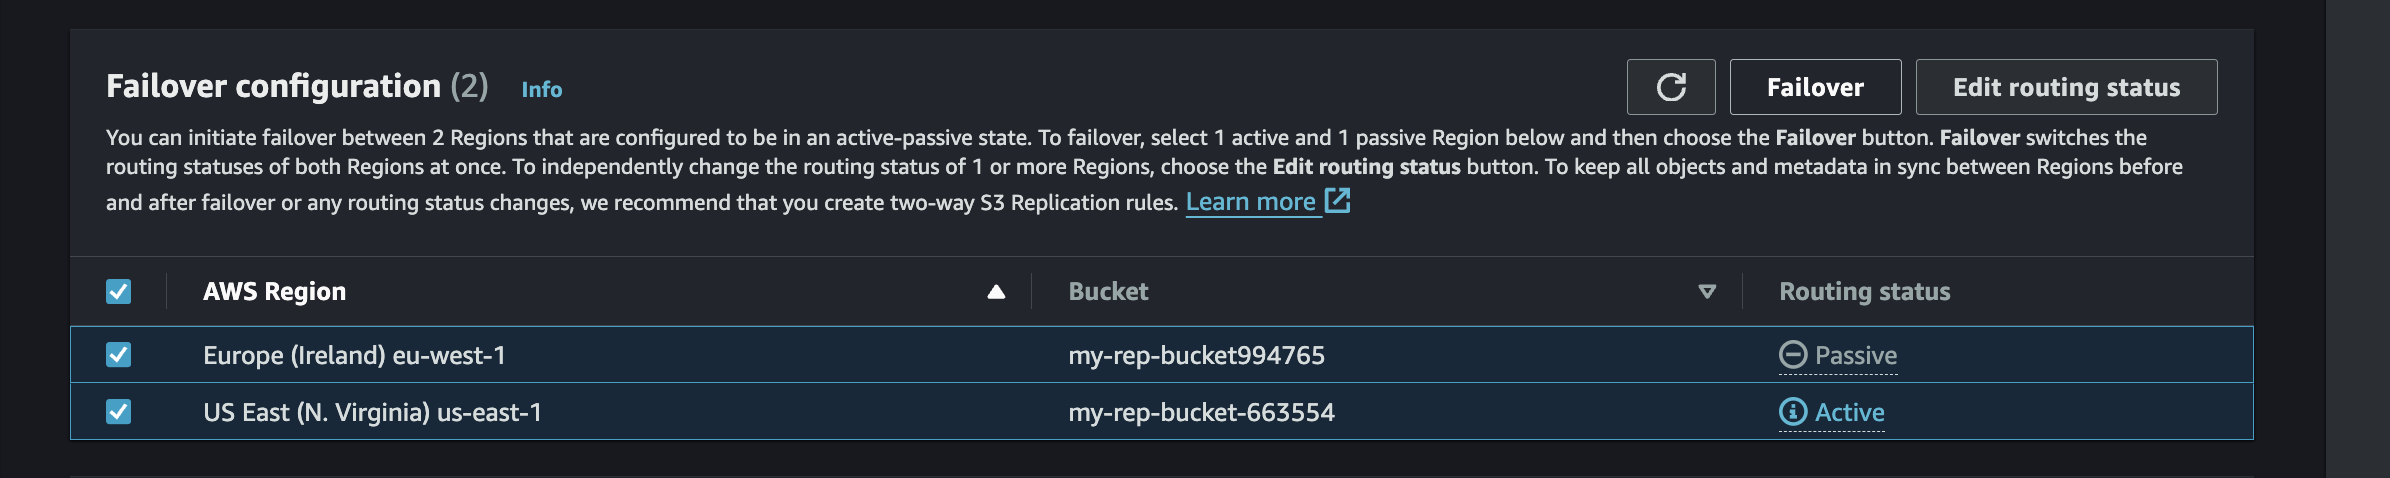 Failover configuration (2) Info
Failover
Edit routing status
You can initiate failover between 2 Regions that are configured to be in an active-passive state. To failover, select 1 active and 1 passive Region below and then choose the Failover button. Failover switches the
routing statuses of both Regions at once. To independently change the routing status of 1 or more Regions, choose the Edit routing status button. To keep all objects and metadata in sync between Regions before
and after failover or any routing status changes, we recommend that you create two-way S3 Replication rules. Learn more
AWS Region Bucket Routing status
Europe (Ireland) eu-west-1 my-rep-bucket994765 Passive
US East (N. Virginia) us-east-1 my-rep-bucket-663554 Active